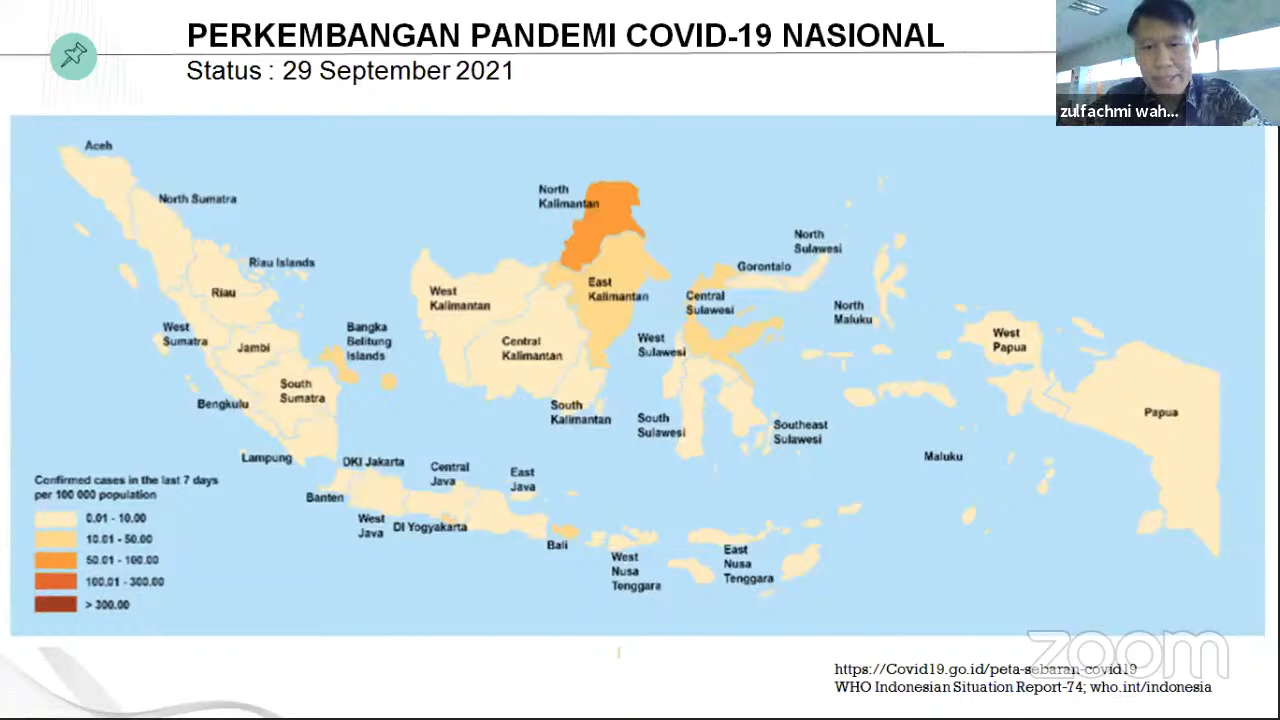 PERKEMBANGAN PANDEMI COVID-19 NASIONAL
Status : 29 September 2021
zulfachmi wah...
Aceh
North Sumatra
Riau Islands
Riau
West
Sumatra
Jambi
Bangka
Belitung
Islands
South
Sumatra
Bengkulu
Lampung
North
Kalimantan
West
Kalimantan
East
Kalimantan
Central
Kalimantan
South
Kalimantan
North
Sulawesi
Gorontalo
Central
Sulawesi
West
Sulawesi
South
Sulawesi
Southeast
Sulawesi
North
Maluku
West
Papua
Papua
Maluku
DKI Jakarta
Central
Java
East
Java
Banten
West
Java
DI Yogyakarta
Bali
West
Nusa
Tenggara
East
Nusa
Tenggara
Confirmed cases in the last 7 days
per 100 000 population
0.01 - 10.00
10.01 - 50.00
50.01 - 100.00
100.01 - 300.00
> 300.00
zoom
https://Covid19.go.id/peta-sebaran-covid19
WHO Indonesian Situation Report-74; who.int/indonesia